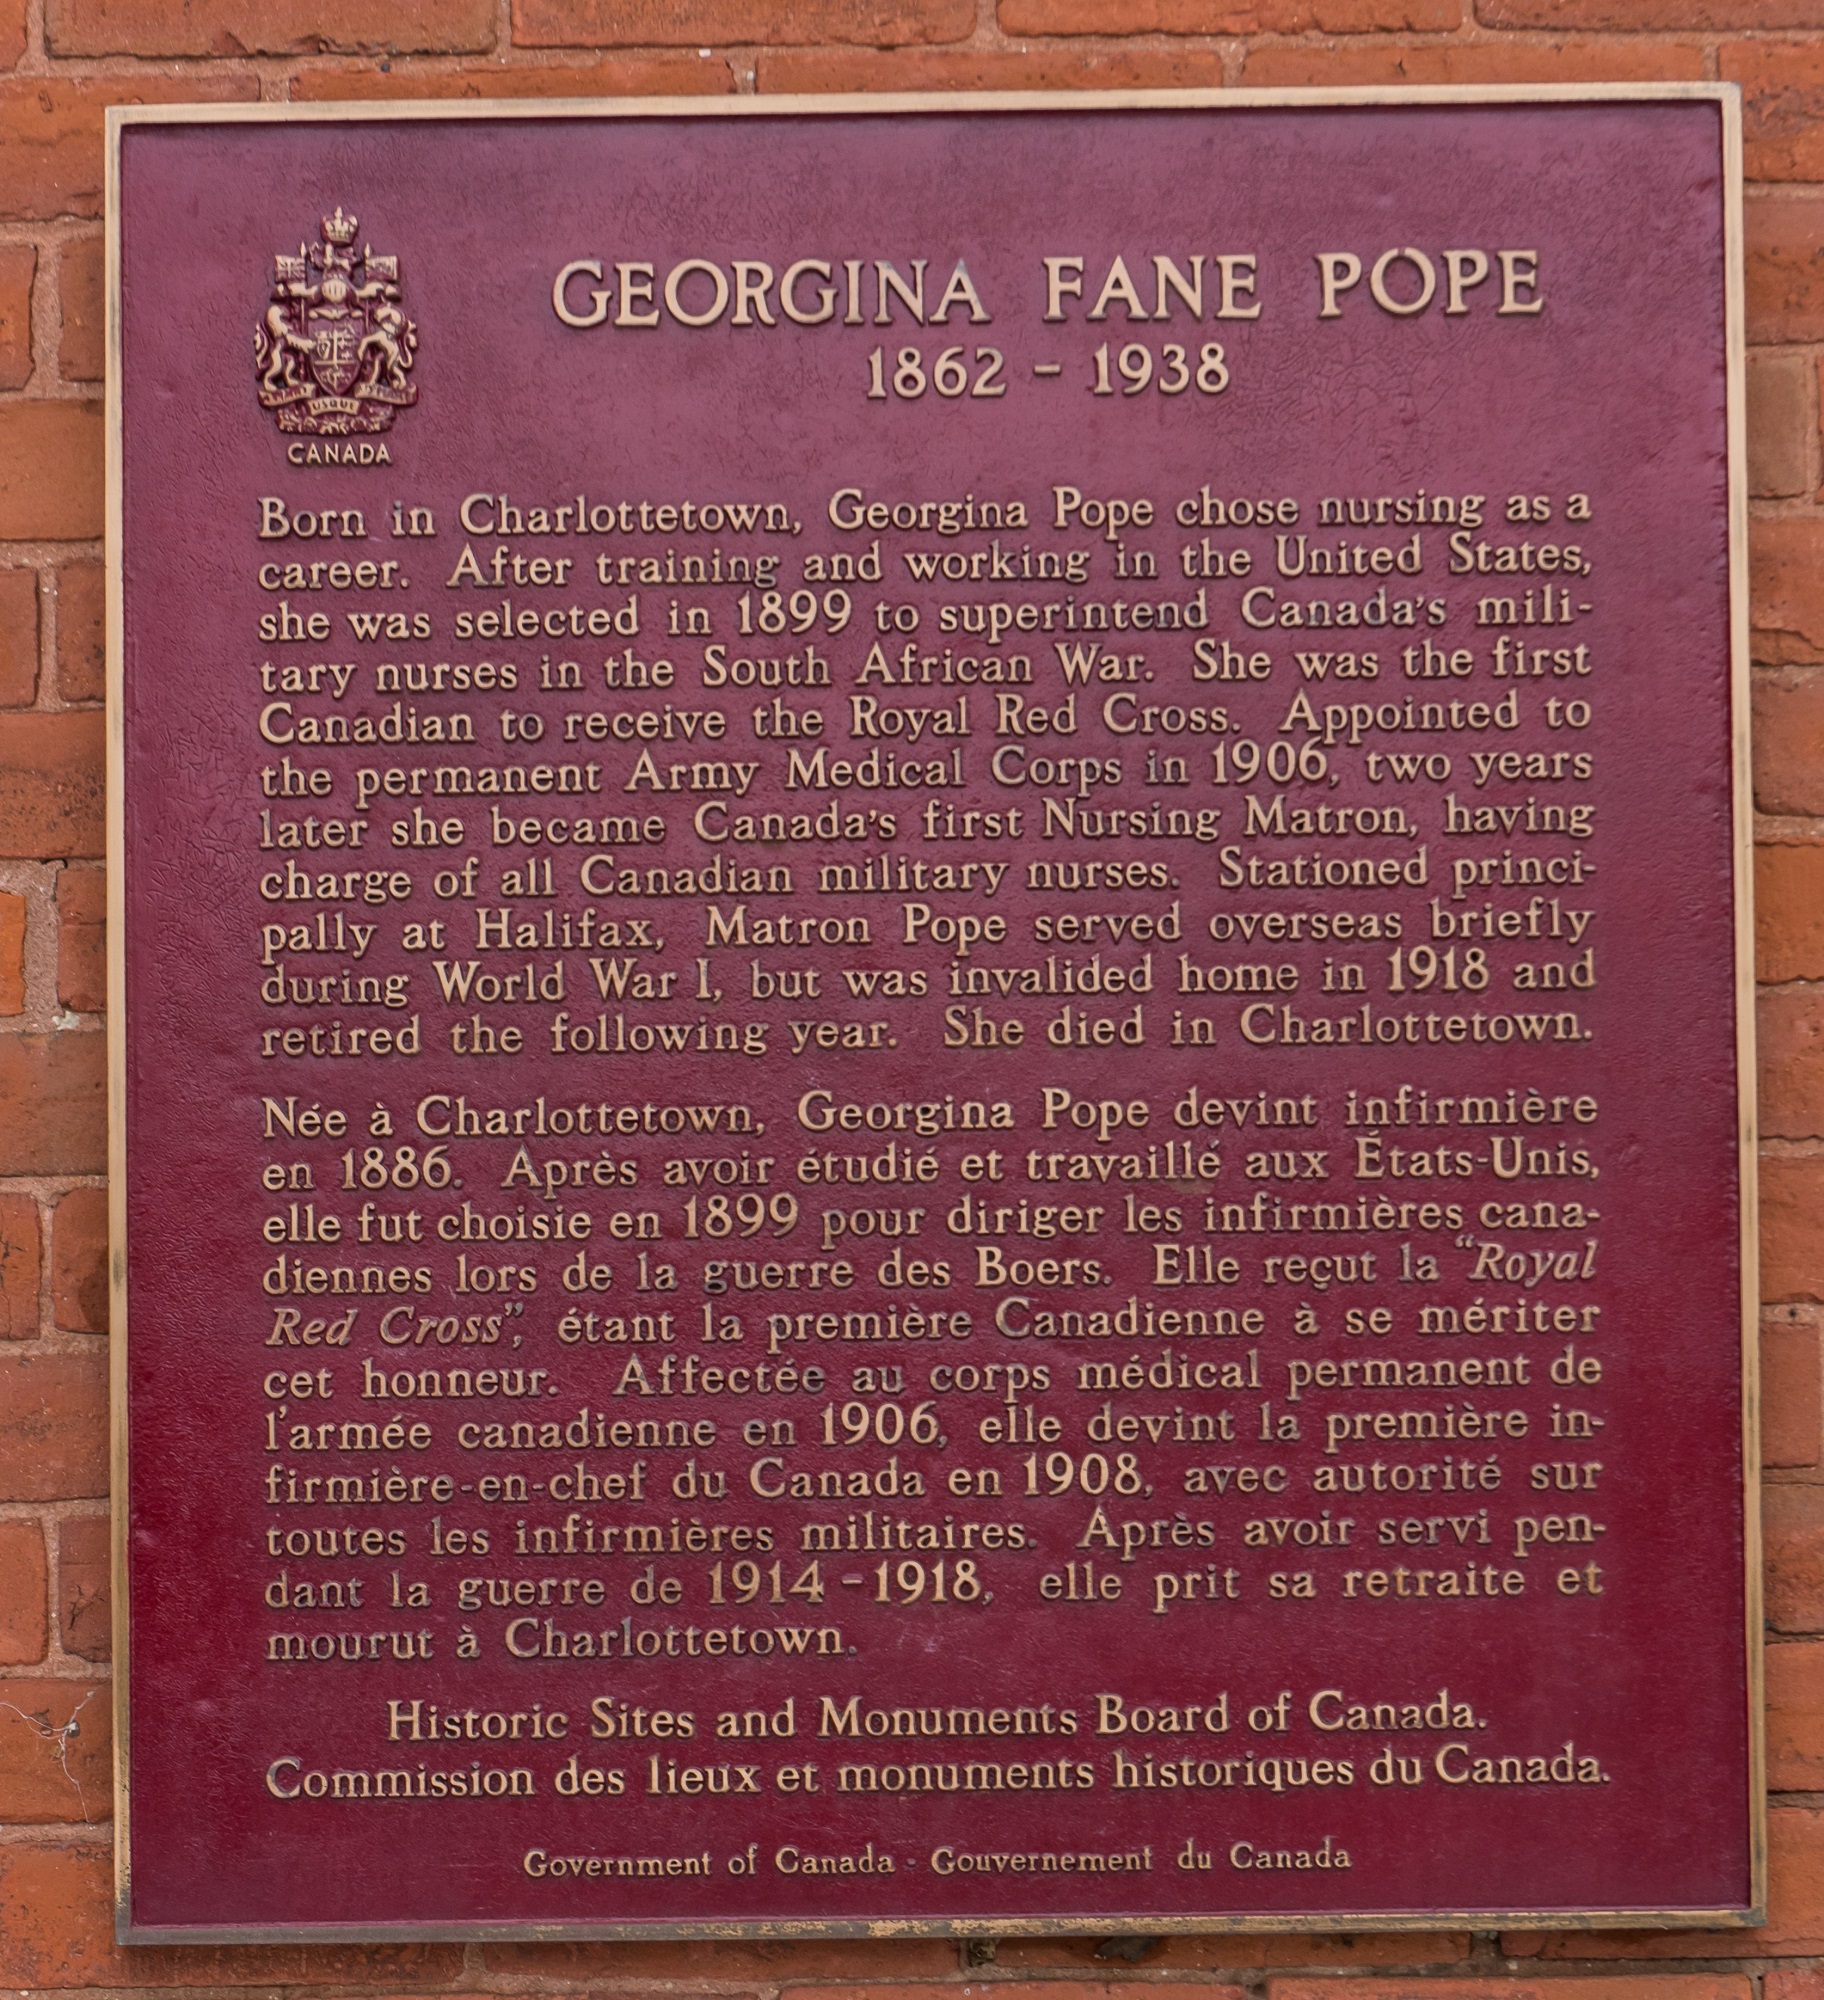 GEORGINA FANE POPE
1862 - 1938
USQUE
CANADA
Born in Charlottetown, Georgina Pope chose nursing as a
career. After training and working in the United States,
she was selected in 1899 to superintend Canada's mili-
tary nurses in the South African War. She was the first
Canadian to receive the Royal Red Cross. Appointed to
the permanent Army Medical Corps in 1906, two years
later she became Canada's first Nursing Matron, having
charge of all Canadian military nurses. Stationed princi-
pally at Halifax, Matron Pope served overseas briefly
during World War I, but was invalided home in 1918 and
retired the following year. She died in Charlottetown.
Née à Charlottetown, Georgina Pope devint infirmière
en 1886. Après avoir étudié et travaillé aux États-Unis,
elle fut choisie en 1899 pour diriger les infirmières cana-
diennes lors de la guerre des Boers. Elle reçut la "Royal
Red Cross", étant la première Canadienne à se mériter
cet honneur. Affectée au corps médical permanent de
l'armée canadienne en 1906, elle devint la première in-
firmière-en-chef du Canada en 1908, avec autorité sur
toutes les infirmières militaires. Après avoir servi pen-
dant la guerre de 1914-1918, elle prit sa retraite et
mourut à Charlottetown.
Historic Sites and Monuments Board of Canada.
Commission des lieux et monuments historiques du Canada.
Government of Canada - Gouvernement du Canada